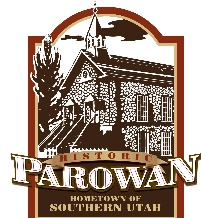 HISTORIC
PAROWAN
HOMETOWN OF
SOUTHERN UTAH